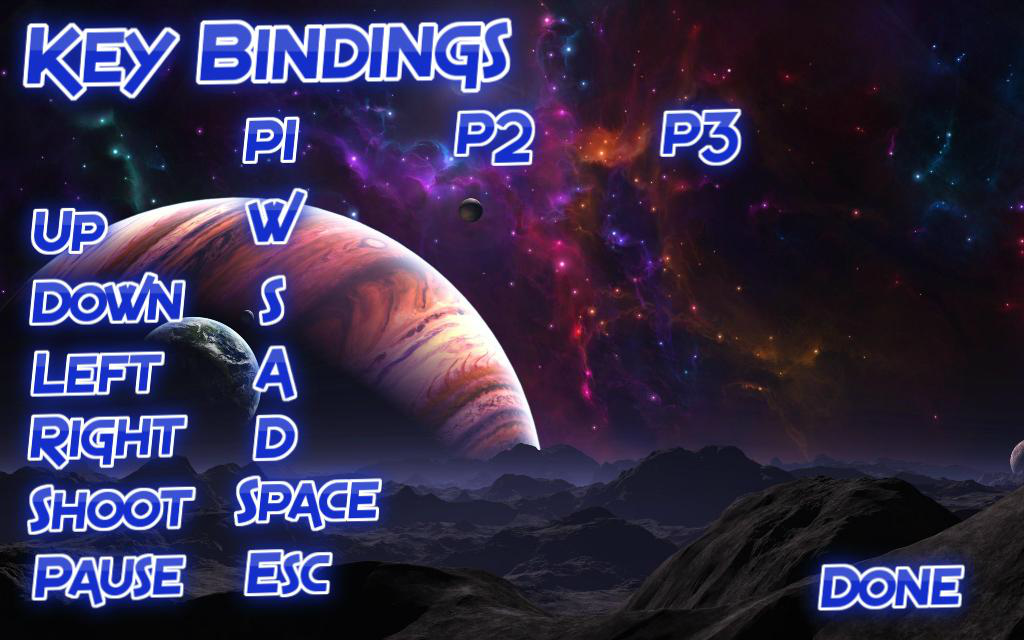 Key Bindings
P1 P2 P3
Up W
Down S
Left A
Right D
Shoot Space
Pause Esc
Done